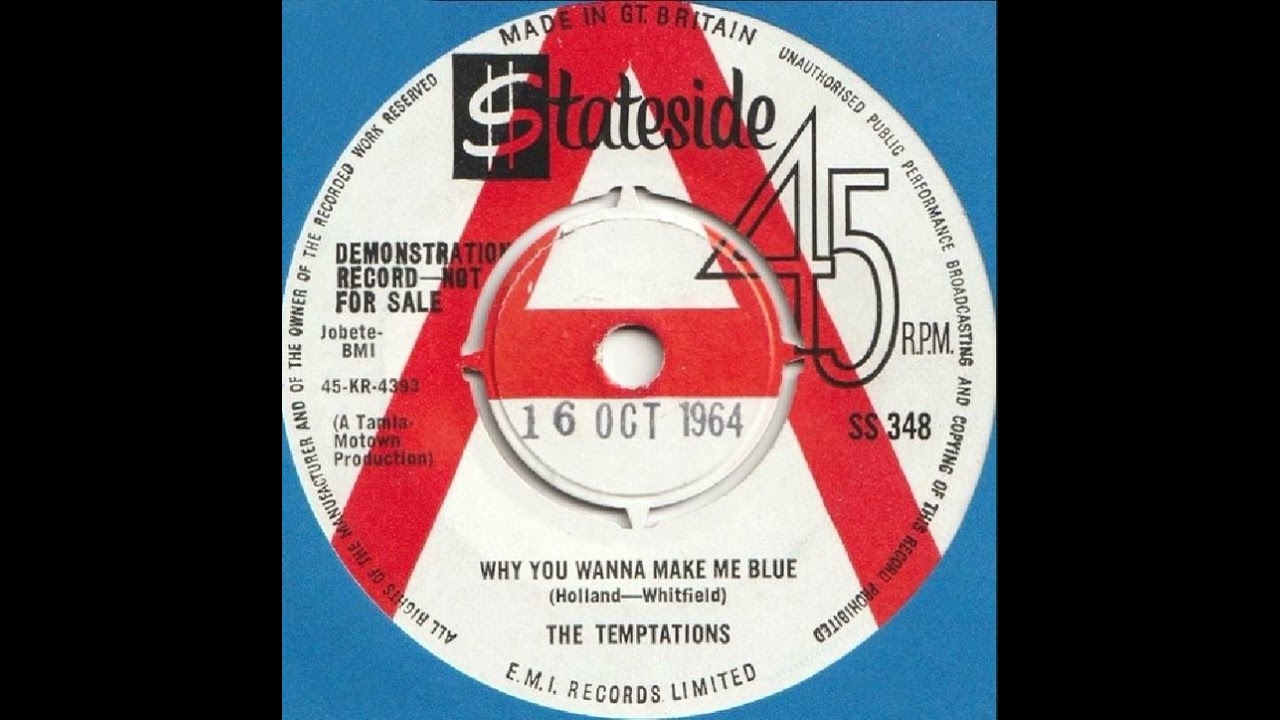 MADE IN GT. BRITAIN
UNAUTHORISED PUBLIC PERFORMANCE BROADCASTING AND COPYING OF THIS RECORD PROHIBITED
ALL RIGHTS OF THE MANUFACTURER AND OF THE OWNER OF THE RECORDED WORK RESERVED
$tateside
45
R.P.M.
DEMONSTRATION
RECORD—NOT
FOR SALE
Jobete-
BMI
45-KR-4393
(A Tamla-
Motown
Production)
16 OCT 1964
SS 348
WHY YOU WANNA MAKE ME BLUE
(Holland—Whitfield)
THE TEMPTATIONS
E.M.I. RECORDS LIMITED